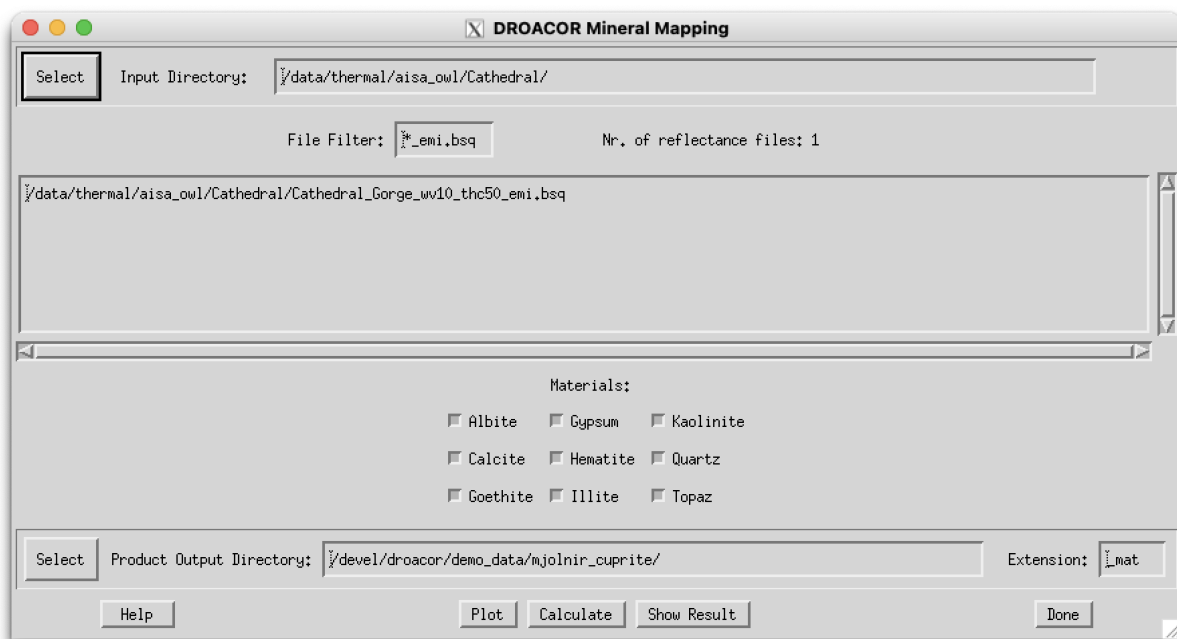 DROACOR Mineral Mapping
Select Input Directory: /data/thermal/aisa_owl/Cathedral/
File Filter: *_emi.bsq Nr. of reflectance files: 1
/data/thermal/aisa_owl/Cathedral/Cathedral_Gorge_wv10_thc50_emi.bsq
Materials:
Albite Gypsum Kaolinite
Calcite Hematite Quartz
Goethite Illite Topaz
Select Product Output Directory: /devel/droacor/demo_data/mjolnir_cuprite/ Extension: _mat
Help Plot Calculate Show Result Done